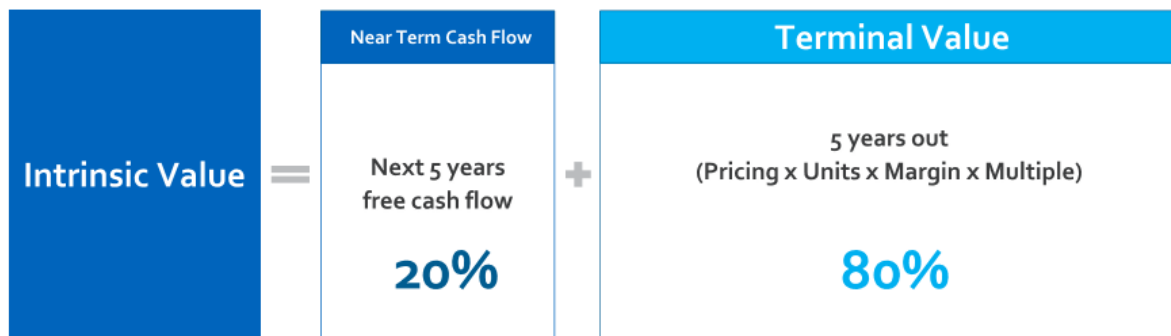 Intrinsic Value
=
Near Term Cash Flow
Next 5 years
free cash flow
20%
+
Terminal Value
5 years out
(Pricing x Units x Margin x Multiple)
80%